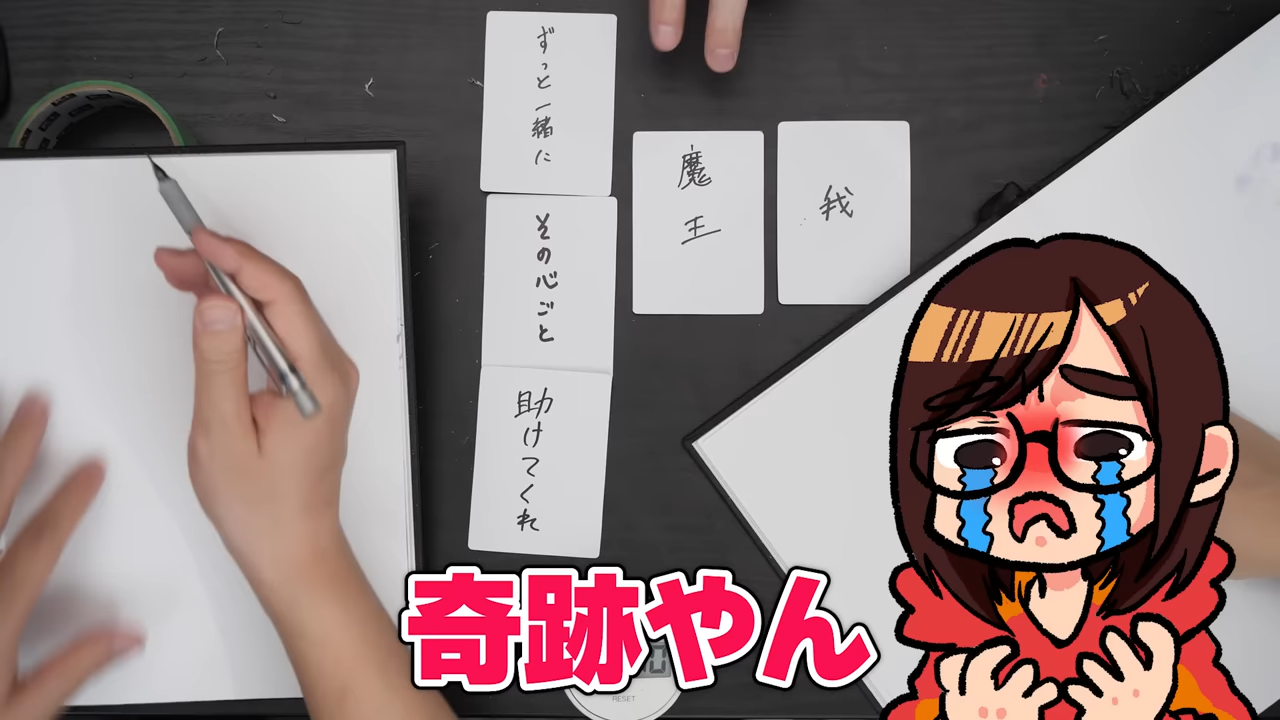 我
魔王
ずっと一緒に
その心ごと
助けてくれ
奇跡やん
RESET